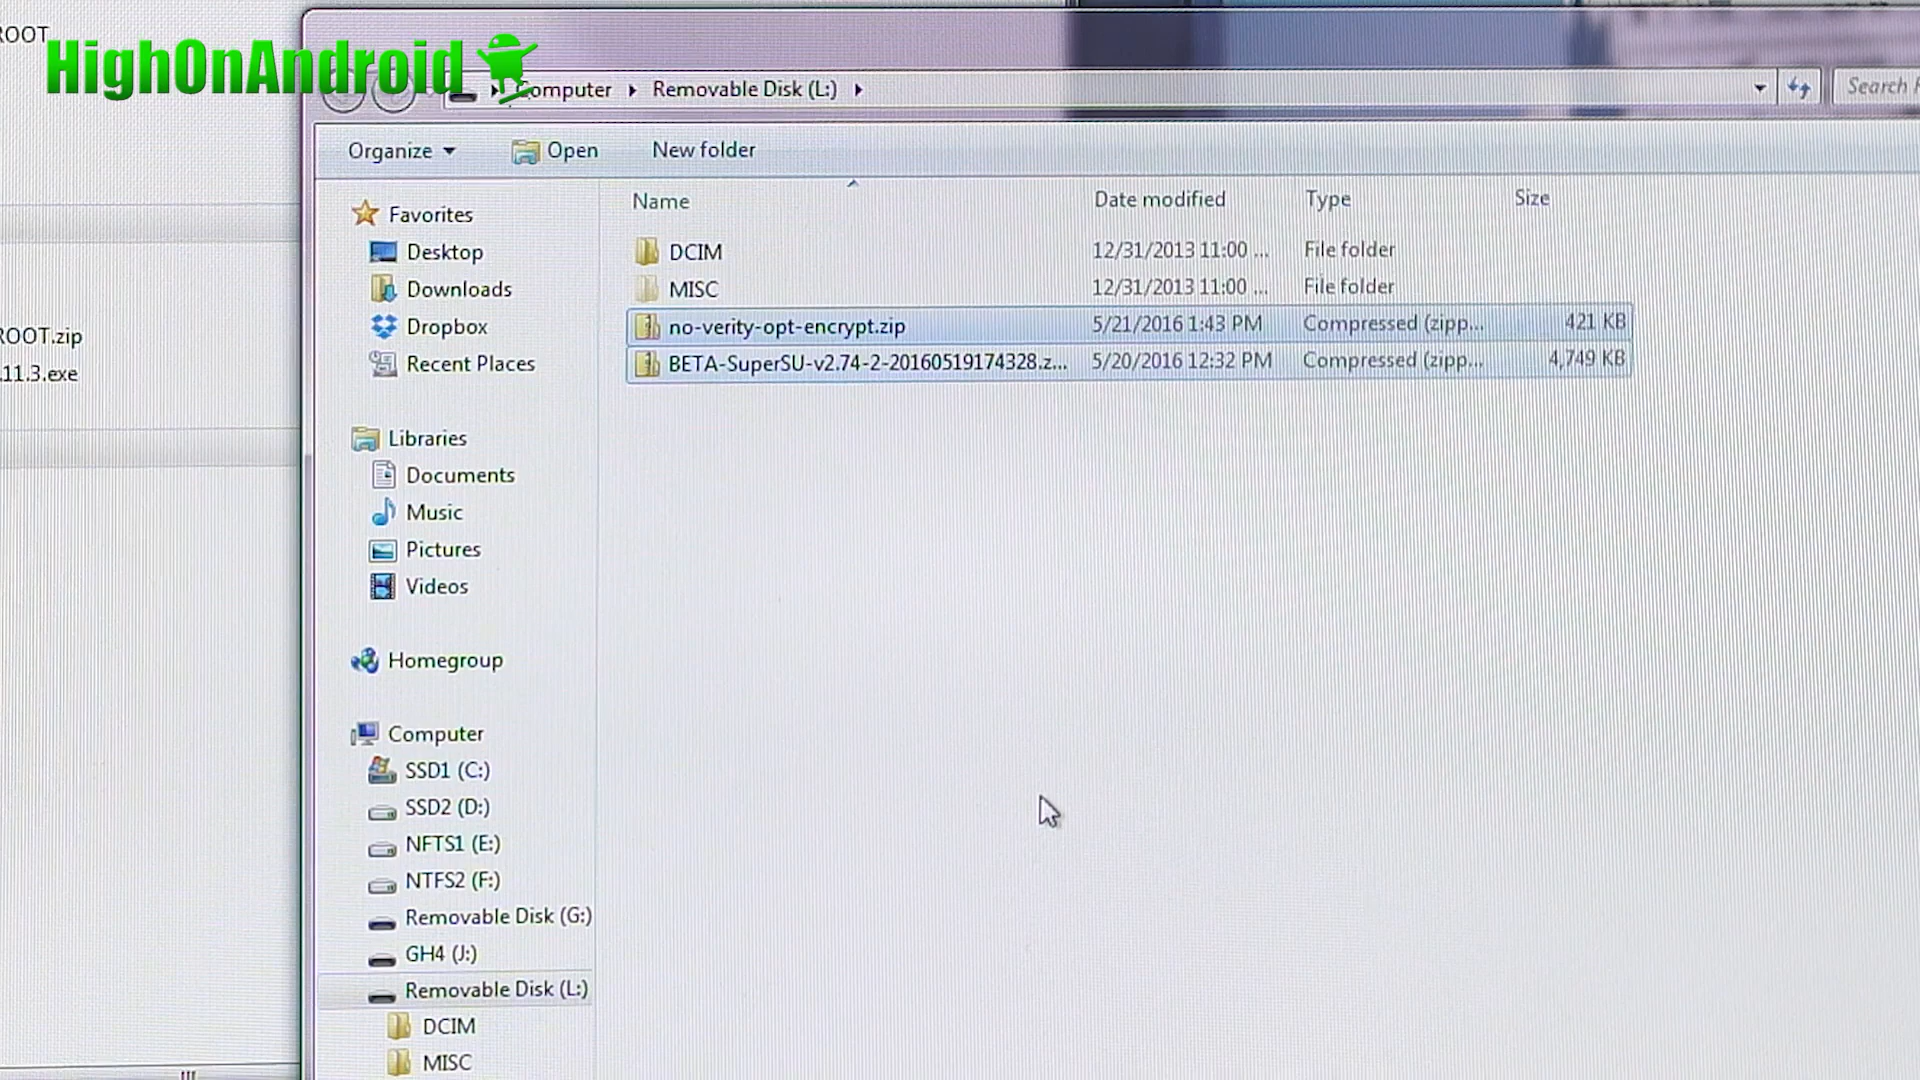 ROOT
HighOnAndroid
Computer
Removable Disk (L:)
Search
Organize
Open
New folder
Name
Date modified
Type
Size
Favorites
Desktop
Downloads
Dropbox
Recent Places
DCIM 12/31/2013 11:00 ... File folder
MISC 12/31/2013 11:00 ... File folder
no-verity-opt-encrypt.zip 5/21/2016 1:43 PM Compressed (zipp... 421 KB
BETA-SuperSU-v2.74-2-20160519174328.z... 5/20/2016 12:32 PM Compressed (zipp... 4,749 KB
ROOT.zip
.11.3.exe
Libraries
Documents
Music
Pictures
Videos
Homegroup
Computer
SSD1 (C:)
SSD2 (D:)
NFTS1 (E:)
NTFS2 (F:)
Removable Disk (G:)
GH4 (J:)
Removable Disk (L:)
DCIM
MISC